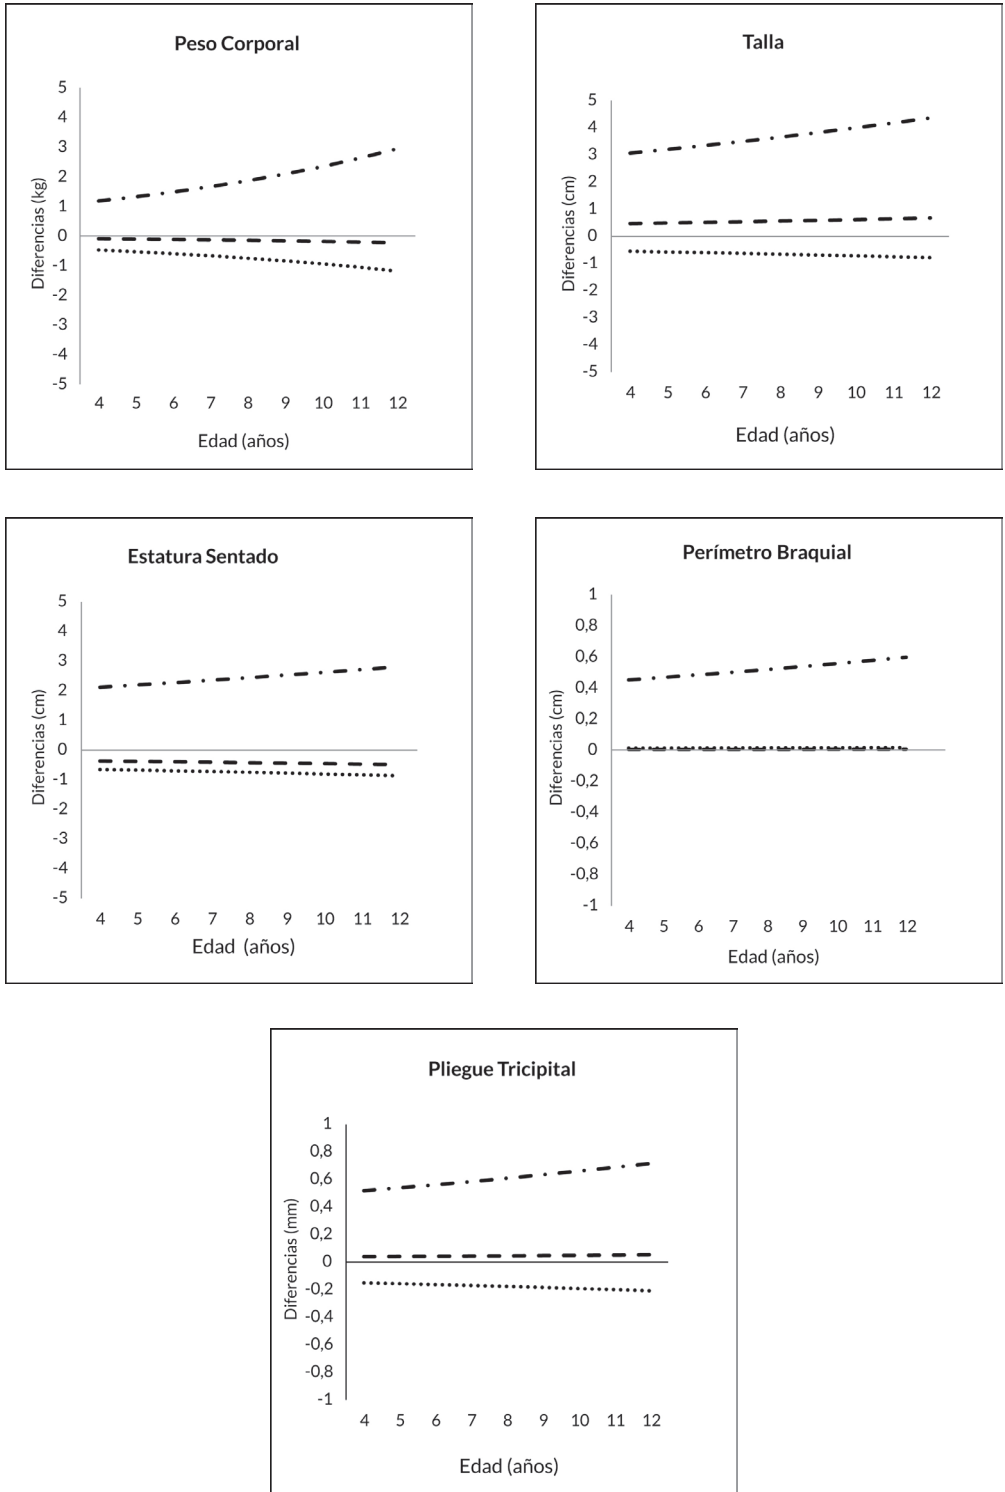 Peso Corporal
Diferencias (kg)
5
4
3
2
1
0
-1
-2
-3
-4
-5
4 5 6 7 8 9 10 11 12
Edad (años)
Talla
Diferencias (cm)
5
4
3
2
1
0
-1
-2
-3
-4
-5
4 5 6 7 8 9 10 11 12
Edad (años)
Estatura Sentado
Diferencias (cm)
5
4
3
2
1
0
-1
-2
-3
-4
-5
4 5 6 7 8 9 10 11 12
Edad (años)
Perímetro Braquial
Diferencias (cm)
1
0,8
0,6
0,4
0,2
0
-0,2
-0,4
-0,6
-0,8
-1
4 5 6 7 8 9 10 11 12
Edad (años)
Pliegue Tricipital
Diferencias (mm)
1
0,8
0,6
0,4
0,2
0
-0,2
-0,4
-0,6
-0,8
-1
4 5 6 7 8 9 10 11 12
Edad (años)